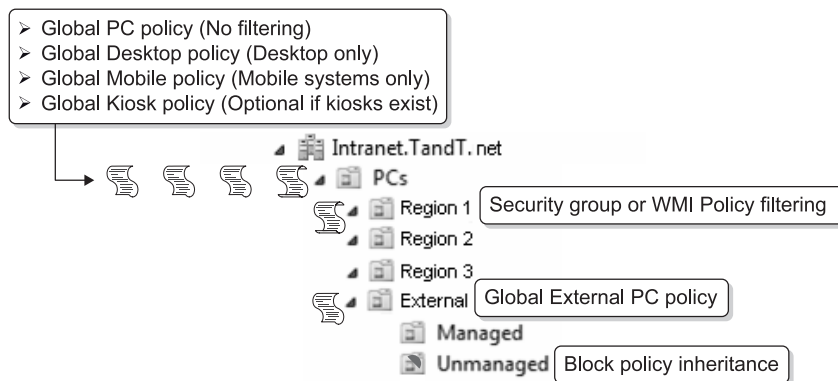 ➢ Global PC policy (No filtering)
➢ Global Desktop policy (Desktop only)
➢ Global Mobile policy (Mobile systems only)
➢ Global Kiosk policy (Optional if kiosks exist)
Intranet.TandT.net
PCs
Region 1 Security group or WMI Policy filtering
Region 2
Region 3
External Global External PC policy
Managed
Unmanaged Block policy inheritance